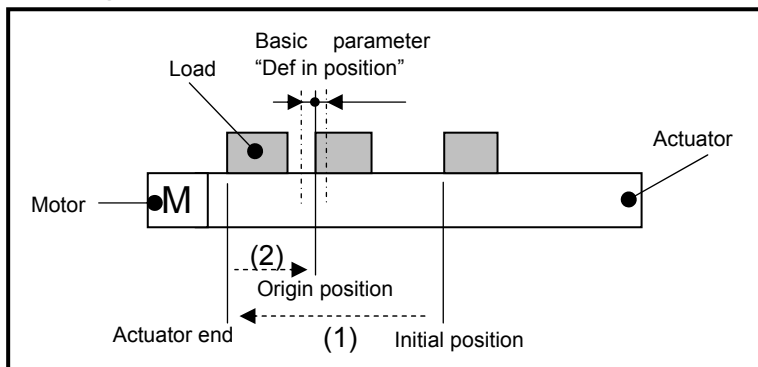 Basic parameter
“Def in position”
Load
Actuator
Motor
M
(2)
Origin position
Actuator end
(1)
Initial position